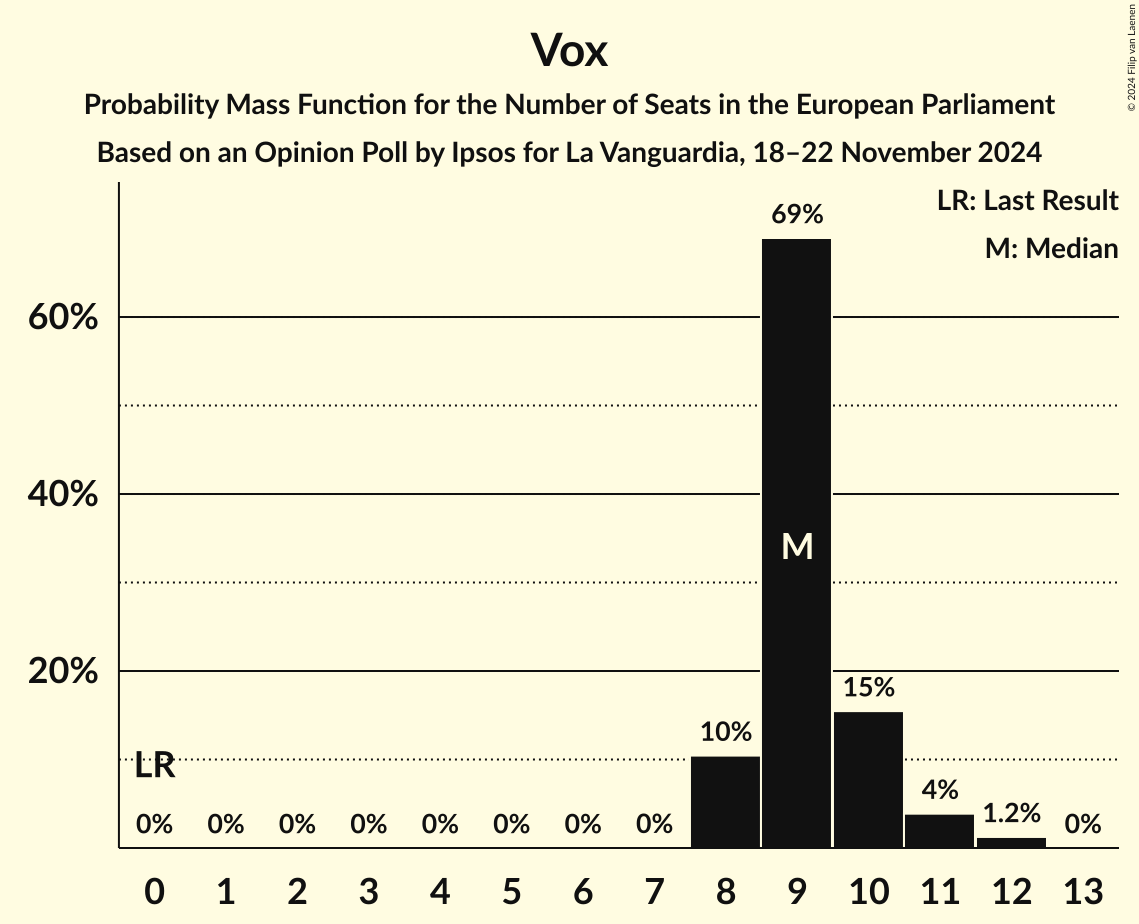 Vox
Probability Mass Function for the Number of Seats in the European Parliament
Based on an Opinion Poll by Ipsos for La Vanguardia, 18–22 November 2024
© 2024 Filip van Laenen
LR: Last Result
M: Median
69%
60%
40%
M
20%
15%
10%
LR
4%
1.2%
0% 0% 0% 0% 0% 0% 0% 0% 0%
0 1 2 3 4 5 6 7 8 9 10 11 12 13